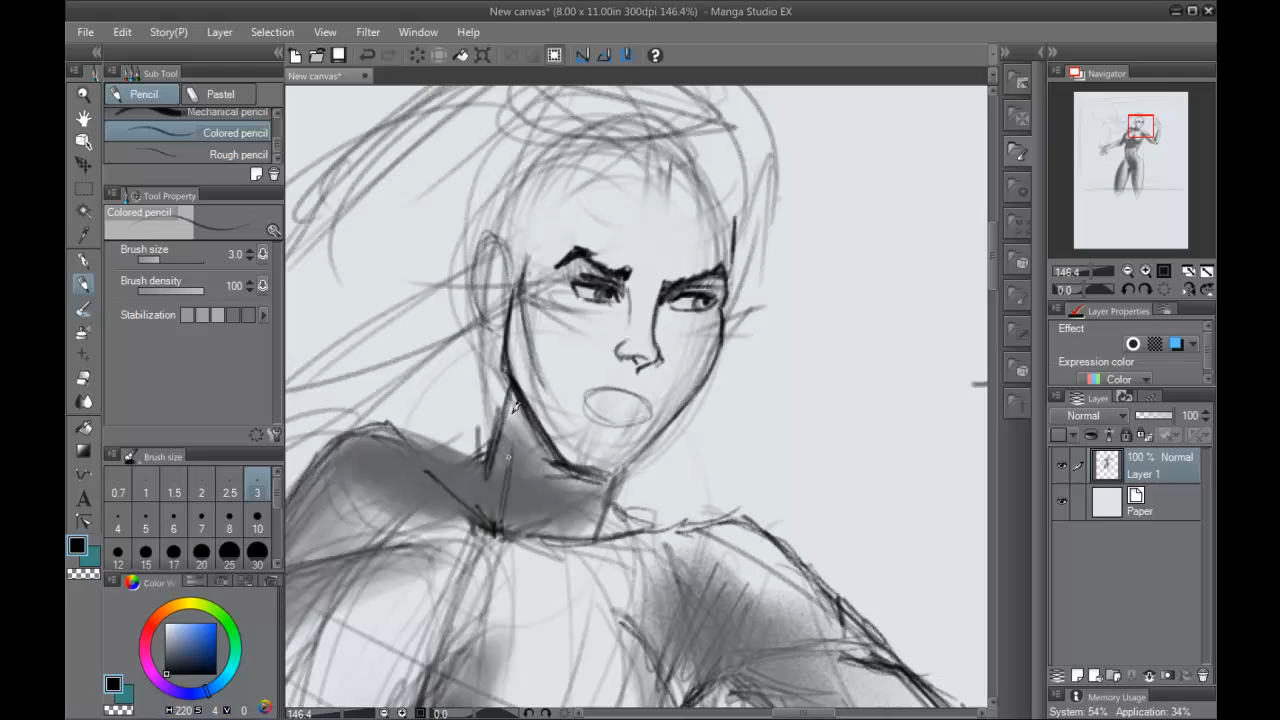 New canvas* (8.00 x 11.00in 300dpi 146.4%) - Manga Studio EX
File Edit Story(P) Layer Selection View Filter Window Help
Sub Tool
New canvas*
Navigator
Pencil Pastel
Mechanical pencil
Colored pencil
Rough pencil
Tool Property
Colored pencil
Brush size 3.0
Brush density 100
Stabilization
146.4
0.0
Layer Properties
Effect
Expression color
Color
Layer
Normal 100
100 % Normal
Layer 1
Paper
Brush size
0.7 1 1.5 2 2.5 3
4 5 6 7 8 10
12 15 17 20 25 30
Color W
H 220 S 4 V 0
146.4 0.0
Memory Usage
System: 54% Application: 34%